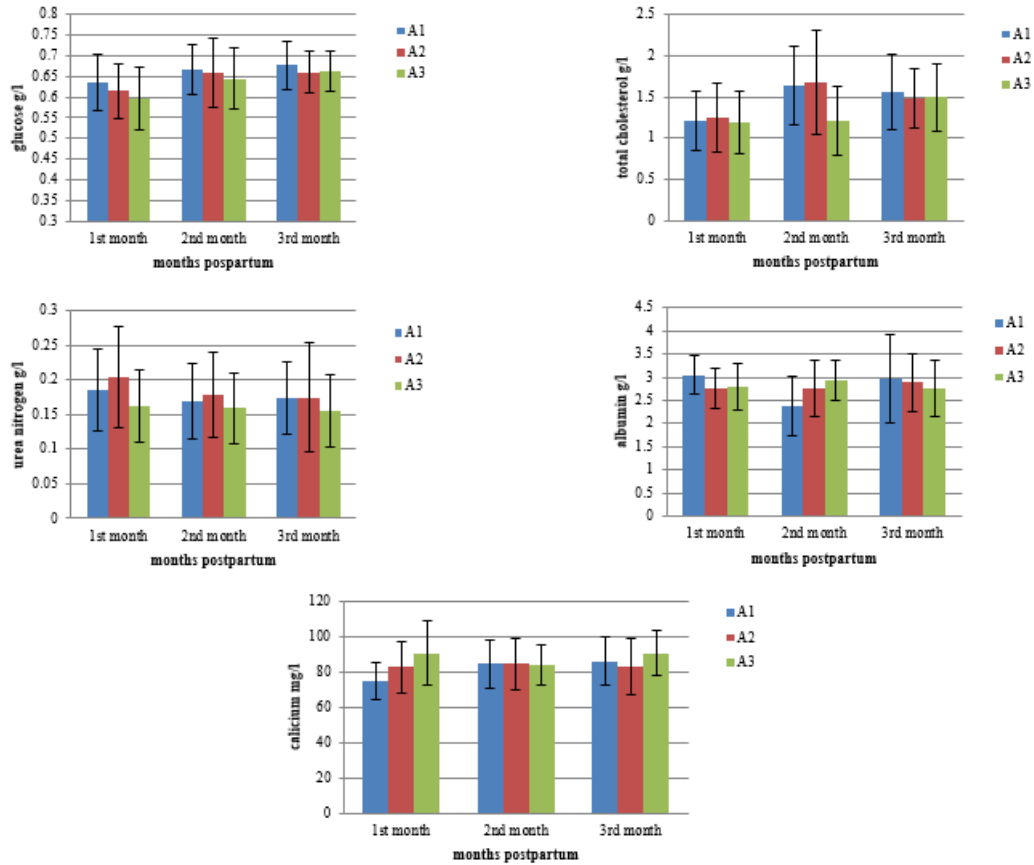 glucose g/l
0.8
0.75
0.7
0.65
0.6
0.55
0.5
0.45
0.4
0.35
0.3
1st month 2nd month 3rd month
months postpartum
A1
A2
A3
total cholesterol g/l
2.5
2
1.5
1
0.5
0
1st month 2nd month 3rd month
months postpartum
A1
A2
A3
urea nitrogen g/l
0.3
0.25
0.2
0.15
0.1
0.05
0
1st month 2nd month 3rd month
months postpartum
A1
A2
A3
albumin g/l
4.5
4
3.5
3
2.5
2
1.5
1
0.5
0
1st month 2nd month 3rd month
months postpartum
A1
A2
A3
calicium mg/l
120
100
80
60
40
20
0
1st month 2nd month 3rd month
months postpartum
A1
A2
A3